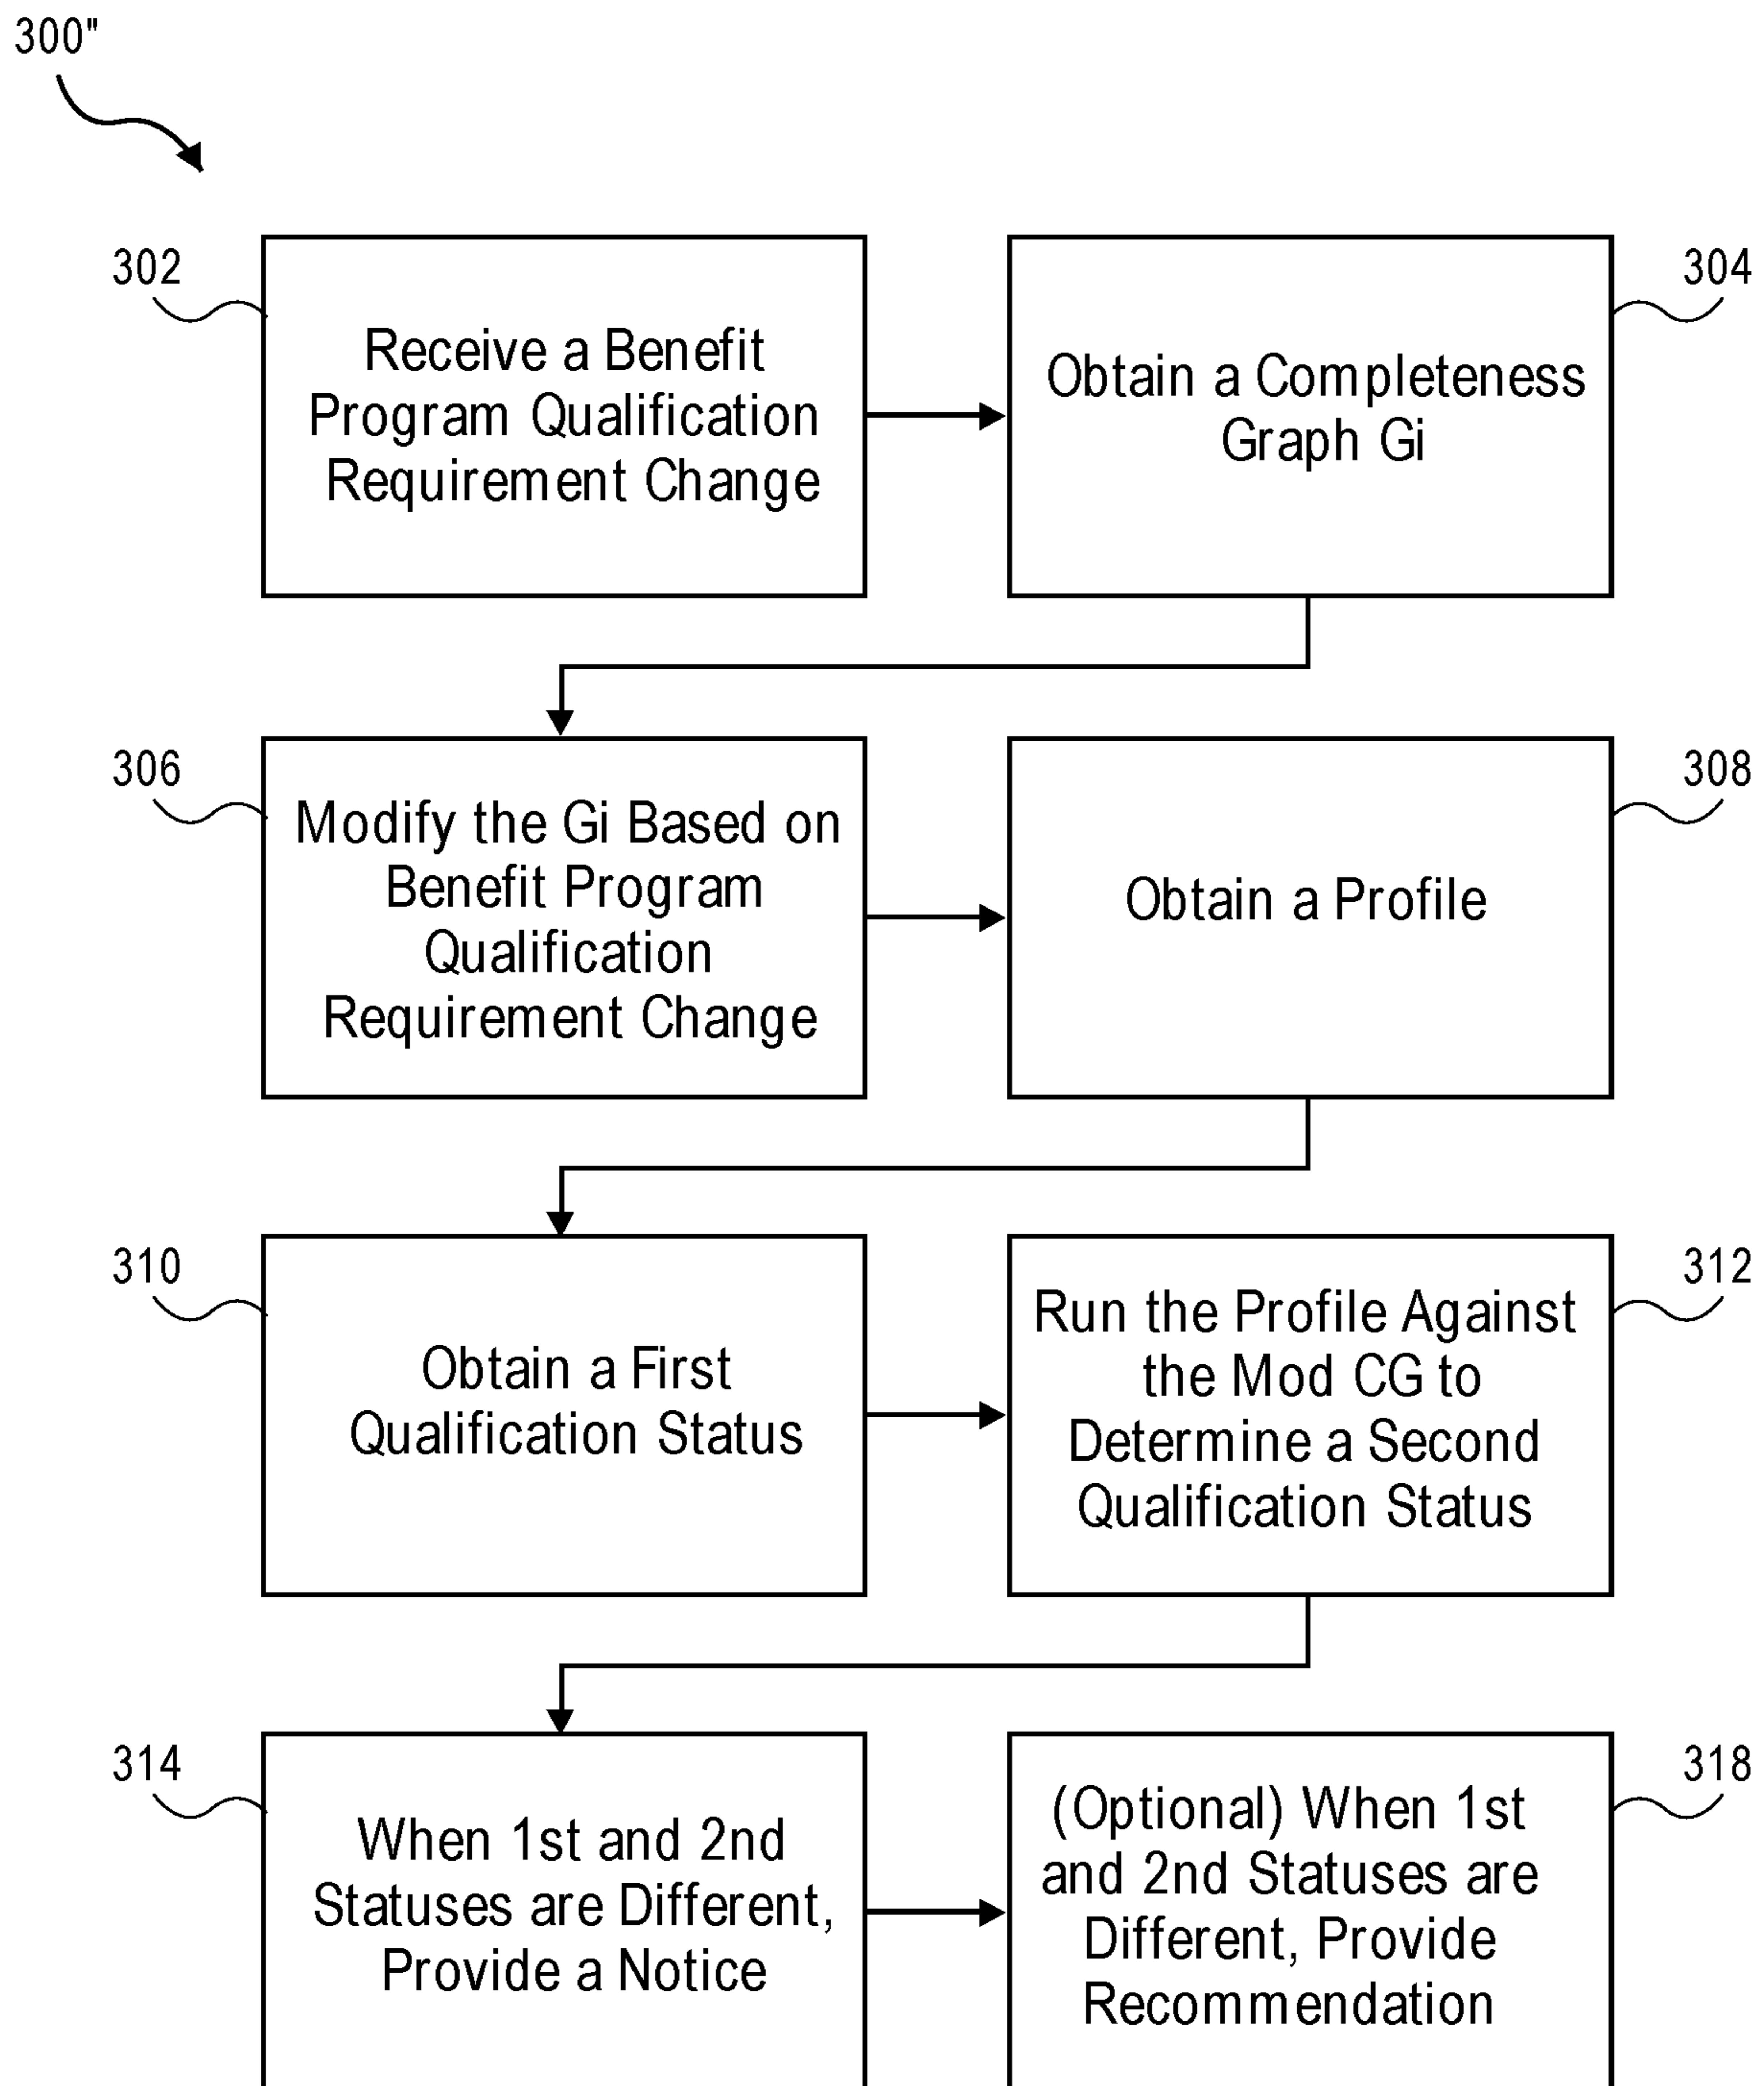 300"
302
Receive a Benefit
Program Qualification
Requirement Change
304
Obtain a Completeness
Graph Gi
306
Modify the Gi Based on
Benefit Program
Qualification
Requirement Change
308
Obtain a Profile
310
Obtain a First
Qualification Status
312
Run the Profile Against
the Mod CG to
Determine a Second
Qualification Status
314
When 1st and 2nd
Statuses are Different,
Provide a Notice
318
(Optional) When 1st
and 2nd Statuses are
Different, Provide
Recommendation